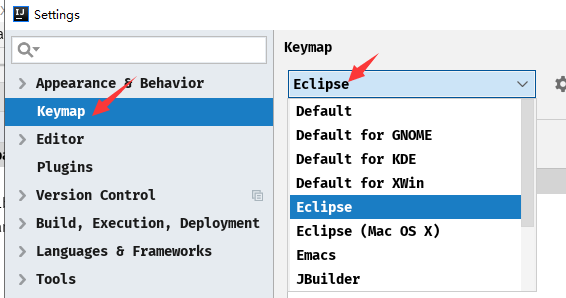 Settings
Keymap
Appearance & Behavior
Eclipse
Keymap
Default
Editor
Default for GNOME
Plugins
Default for KDE
Version Control
Default for XWin
Build, Execution, Deployment
Eclipse
Languages & Frameworks
Eclipse (Mac OS X)
Tools
Emacs
JBuilder